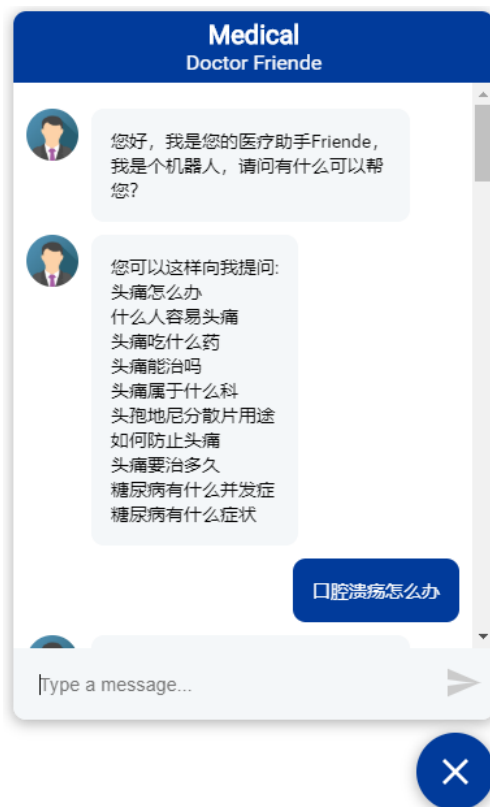 Medical
Doctor Friende
您好，我是您的医疗助手Friende，
我是个机器人，请问有什么可以帮
您？
您可以这样向我提问:
头痛怎么办
什么人容易头痛
头痛吃什么药
头痛能治吗
头痛属于什么科
头孢地尼分散片用途
如何防止头痛
头痛要治多久
糖尿病有什么并发症
糖尿病有什么症状
口腔溃疡怎么办
Type a message...